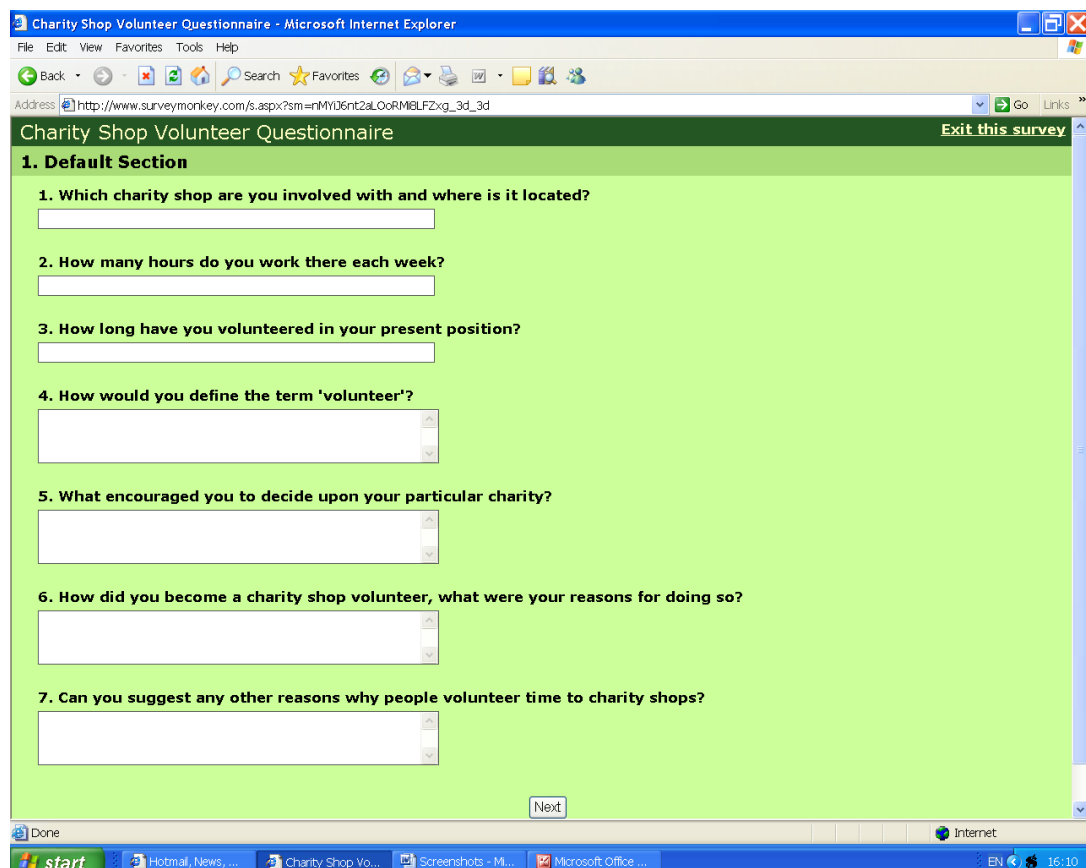 Charity Shop Volunteer Questionnaire - Microsoft Internet Explorer
File Edit View Favorites Tools Help
Back Search Favorites
Address http://www.surveymonkey.com/s.aspx?sm=nMYiJ6nt2aLOoRMi8LFZxg_3d_3d Go Links »
Charity Shop Volunteer Questionnaire Exit this survey
1. Default Section
1. Which charity shop are you involved with and where is it located?
2. How many hours do you work there each week?
3. How long have you volunteered in your present position?
4. How would you define the term 'volunteer'?
5. What encouraged you to decide upon your particular charity?
6. How did you become a charity shop volunteer, what were your reasons for doing so?
7. Can you suggest any other reasons why people volunteer time to charity shops?
Next
Done Internet
start Hotmail, News, ... Charity Shop Vo... Screenshots - Mi... Microsoft Office ... EN 16:10